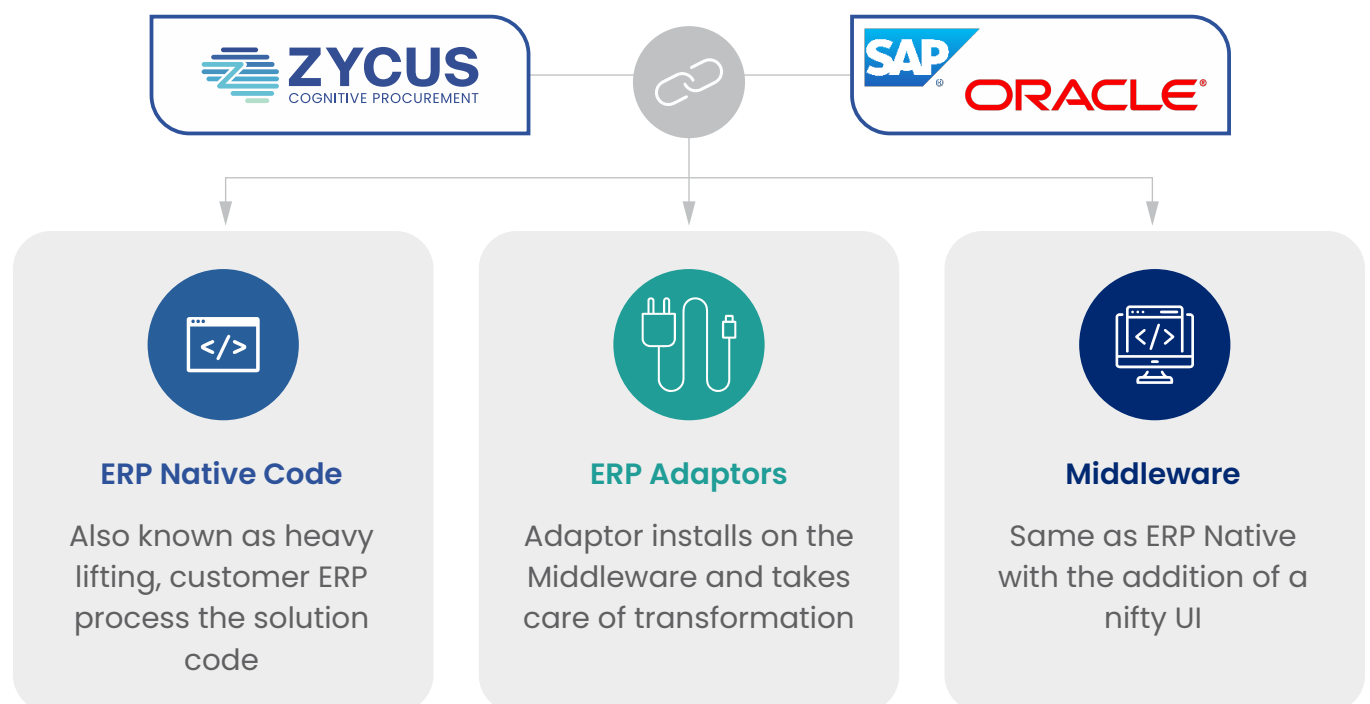 ZYCUS
COGNITIVE PROCUREMENT
SAP
®
ORACLE®
</>
</>
ERP Native Code
Also known as heavy
lifting, customer ERP
process the solution
code
ERP Adaptors
Adaptor installs on the
Middleware and takes
care of transformation
Middleware
Same as ERP Native
with the addition of a
nifty UI